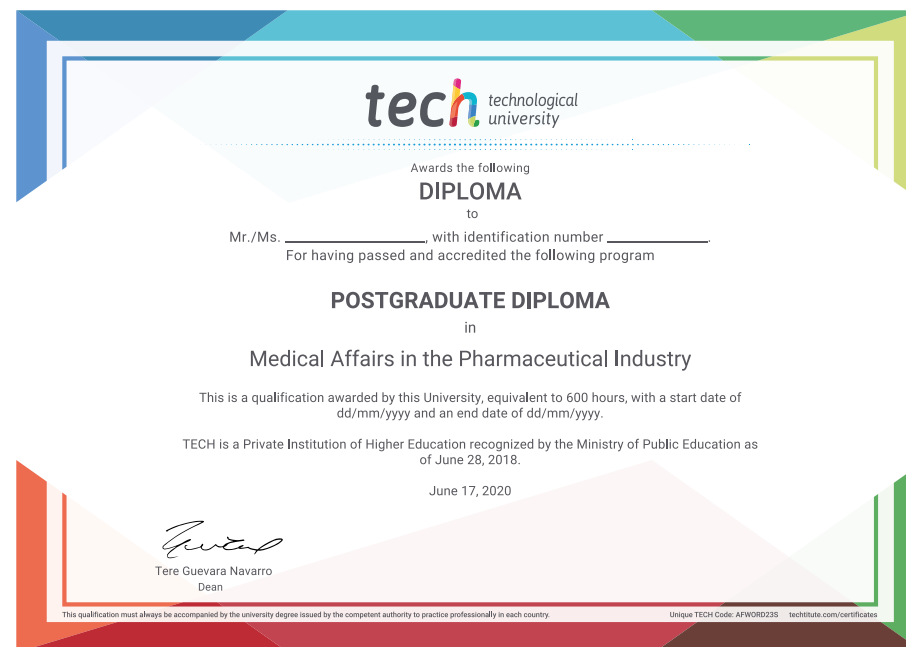 tech technological
university
Awards the following
DIPLOMA
to
Mr./Ms. ____________________, with identification number ______________.
For having passed and accredited the following program
POSTGRADUATE DIPLOMA
in
Medical Affairs in the Pharmaceutical Industry
This is a qualification awarded by this University, equivalent to 600 hours, with a start date of
dd/mm/yyyy and an end date of dd/mm/yyyy.
TECH is a Private Institution of Higher Education recognized by the Ministry of Public Education as
of June 28, 2018.
June 17, 2020
Tere Guevara Navarro
Dean
This qualification must always be accompanied by the university degree issued by the competent authority to practice professionally in each country.
Unique TECH Code: AFWORD23S techtitute.com/certificates